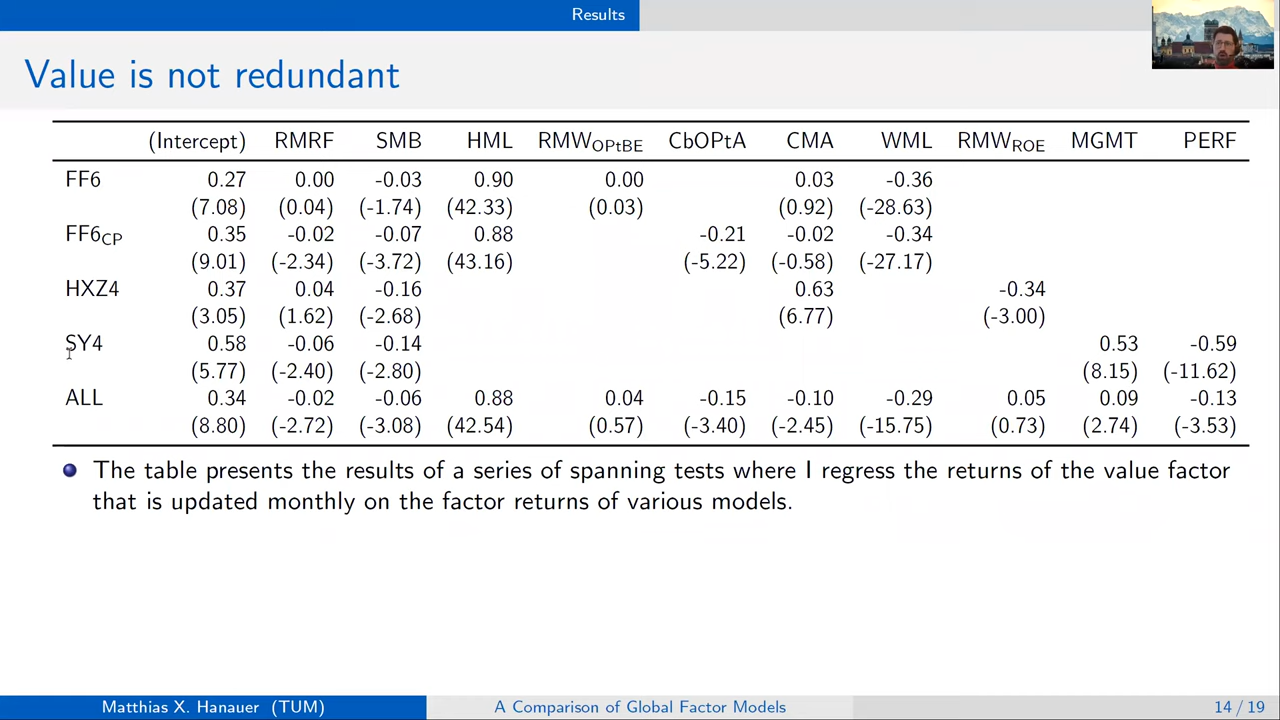 Results
Value is not redundant
(Intercept) RMRF SMB HML RMW_OPtBE CbOPtA CMA WML RMW_ROE MGMT PERF
FF6 0.27 0.00 -0.03 0.90 0.00 0.03 -0.36
(7.08) (0.04) (-1.74) (42.33) (0.03) (0.92) (-28.63)
FF6_CP 0.35 -0.02 -0.07 0.88 -0.21 -0.02 -0.34
(9.01) (-2.34) (-3.72) (43.16) (-5.22) (-0.58) (-27.17)
HXZ4 0.37 0.04 -0.16 0.63 -0.34
(3.05) (1.62) (-2.68) (6.77) (-3.00)
SY4 0.58 -0.06 -0.14 0.53 -0.59
(5.77) (-2.40) (-2.80) (8.15) (-11.62)
ALL 0.34 -0.02 -0.06 0.88 0.04 -0.15 -0.10 -0.29 0.05 0.09 -0.13
(8.80) (-2.72) (-3.08) (42.54) (0.57) (-3.40) (-2.45) (-15.75) (0.73) (2.74) (-3.53)
The table presents the results of a series of spanning tests where I regress the returns of the value factor
that is updated monthly on the factor returns of various models.
Matthias X. Hanauer (TUM) A Comparison of Global Factor Models 14 / 19